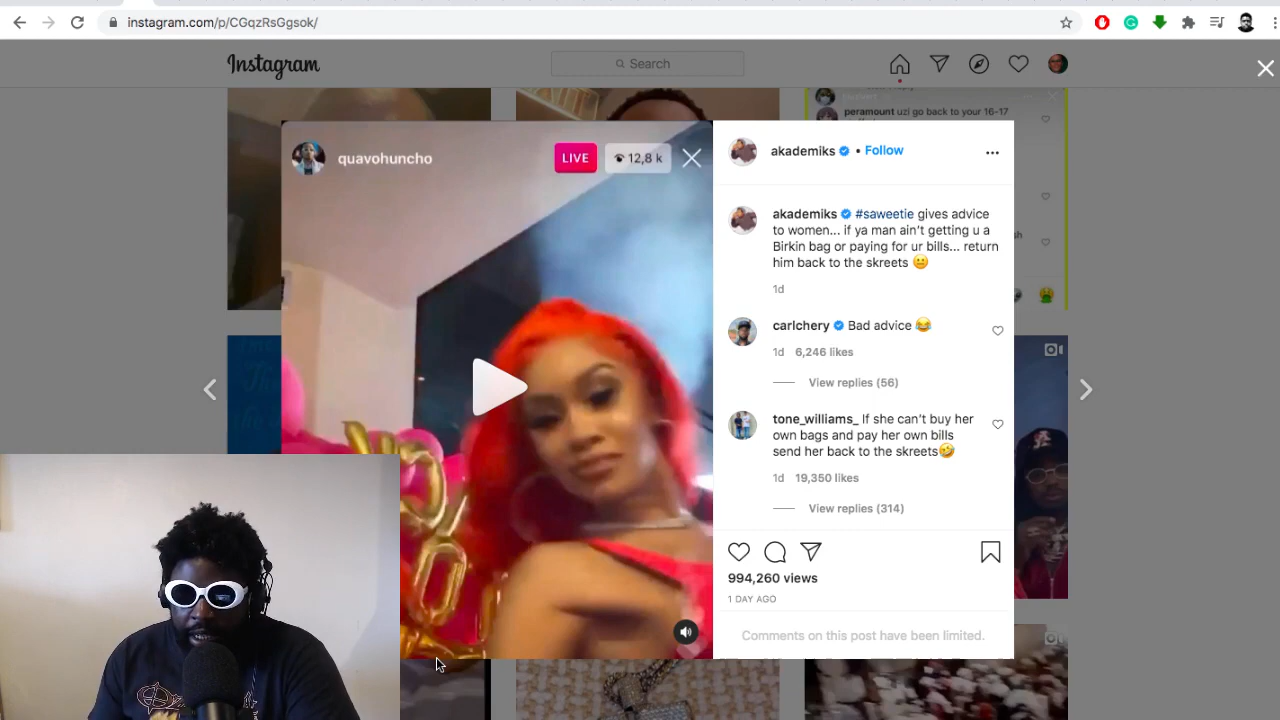 instagram.com/p/CGqzRsGgsok/
Instagram
Search
peramount uzi go back to your 16-17
quavohuncho
LIVE
12,8 k
akademiks • Follow
akademiks #saweetie gives advice
to women... if ya man ain't getting u a
Birkin bag or paying for ur bills... return
him back to the skreets 😐
1d
carlchery Bad advice 😂
1d 6,246 likes
View replies (56)
tone_williams_ If she can't buy her
own bags and pay her own bills
send her back to the skreets🤣
1d 19,350 likes
View replies (314)
994,260 views
1 DAY AGO
Comments on this post have been limited.